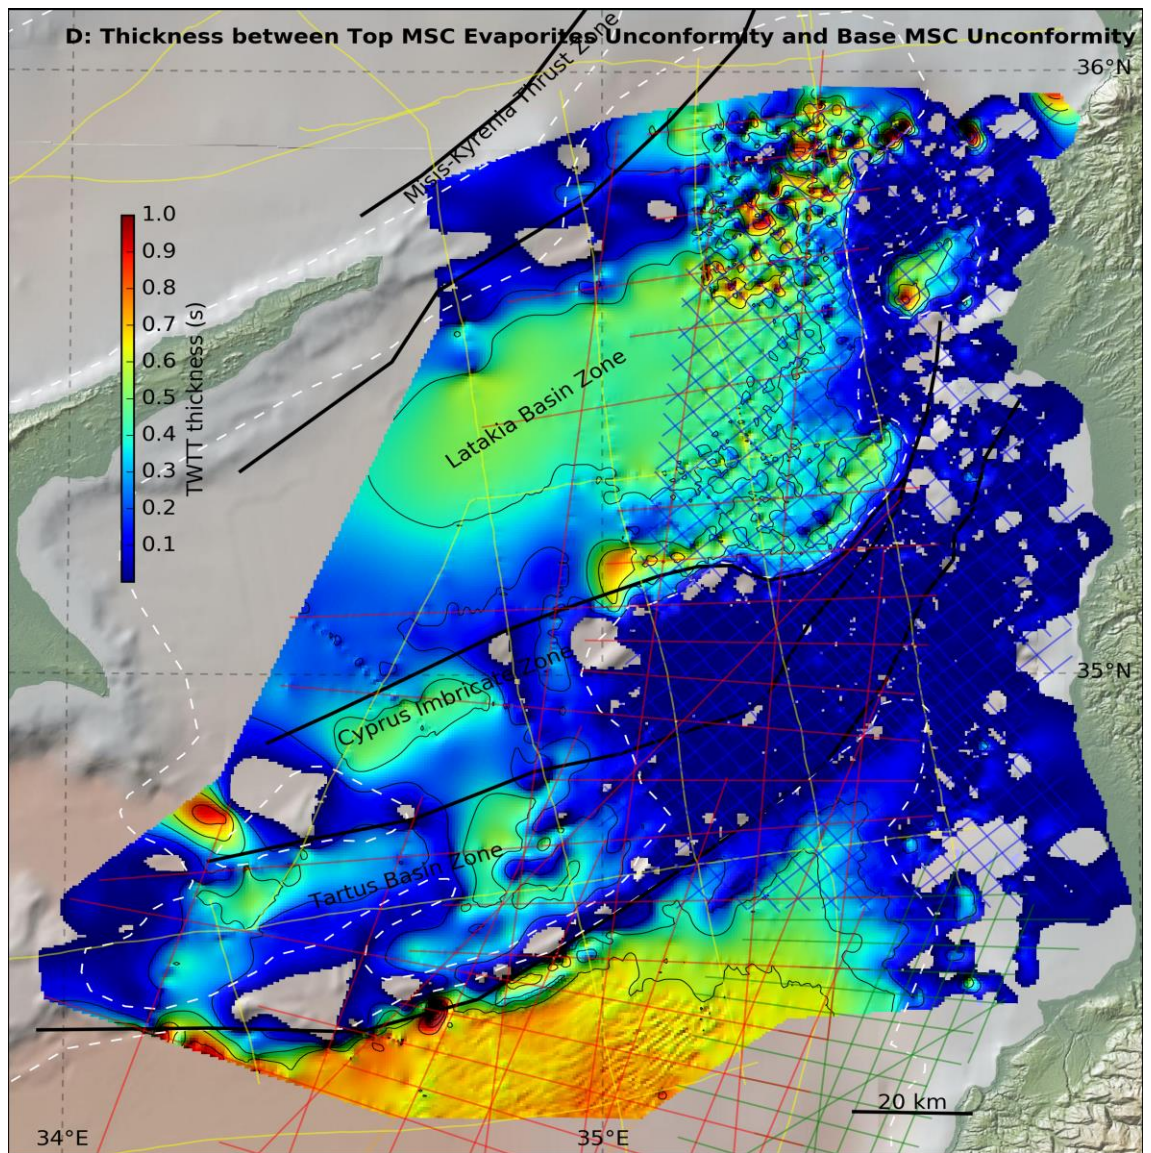 D: Thickness between Top MSC Evaporites Unconformity and Base MSC Unconformity
36°N
Misis-Kyrenia Thrust Zone
1.0
0.9
0.8
0.7
0.6
0.5
0.4
0.3
0.2
0.1
TWTT thickness (s)
Latakia Basin Zone
35°N
Cyprus Imbricate Zone
Tartus Basin Zone
20 km
34°E
35°E